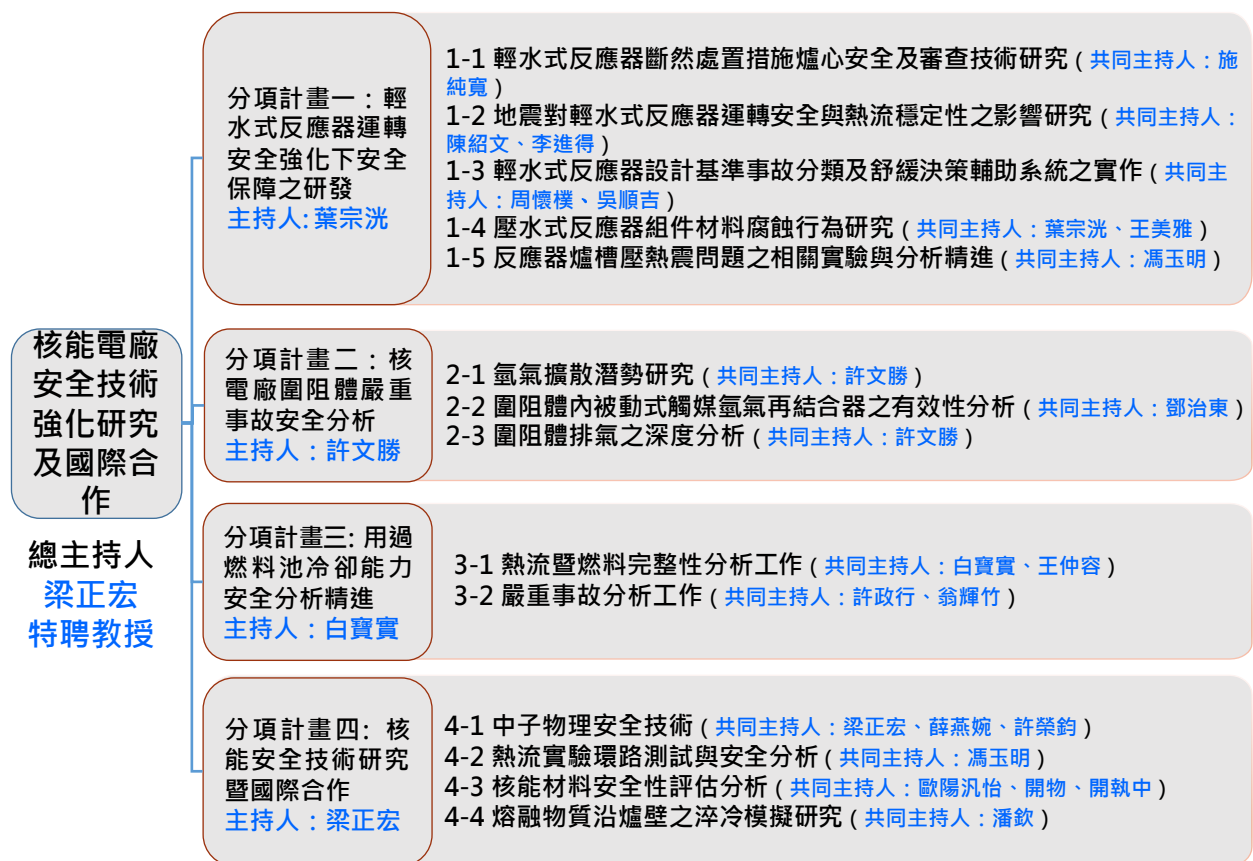 核能電廠
安全技術
強化研究
及國際合
作
總主持人
梁正宏
特聘教授
分項計畫一：輕
水式反應器運轉
安全強化下安全
保障之研發
主持人: 葉宗洸
1-1 輕水式反應器斷然處置措施爐心安全及審查技術研究 ( 共同主持人：施
純寬 )
1-2 地震對輕水式反應器運轉安全與熱流穩定性之影響研究 ( 共同主持人：
陳紹文、李進得 )
1-3 輕水式反應器設計基準事故分類及舒緩決策輔助系統之實作 ( 共同主
持人：周懷樸、吳順吉 )
1-4 壓水式反應器組件材料腐蝕行為研究 ( 共同主持人：葉宗洸、王美雅 )
1-5 反應器爐槽壓熱震問題之相關實驗與分析精進 ( 共同主持人：馮玉明 )
分項計畫二：核
電廠圍阻體嚴重
事故安全分析
主持人：許文勝
2-1 氫氣擴散潛勢研究 ( 共同主持人：許文勝 )
2-2 圍阻體內被動式觸媒氫氣再結合器之有效性分析 ( 共同主持人：鄧治東 )
2-3 圍阻體排氣之深度分析 ( 共同主持人：許文勝 )
分項計畫三: 用過
燃料池冷卻能力
安全分析精進
主持人：白寶實
3-1 熱流暨燃料完整性分析工作 ( 共同主持人：白寶實、王仲容 )
3-2 嚴重事故分析工作 ( 共同主持人：許政行、翁輝竹 )
分項計畫四: 核
能安全技術研究
暨國際合作
主持人：梁正宏
4-1 中子物理安全技術 ( 共同主持人：梁正宏、薛燕婉、許榮鈞 )
4-2 熱流實驗環路測試與安全分析 ( 共同主持人：馮玉明 )
4-3 核能材料安全性評估分析 ( 共同主持人：歐陽汎怡、開物、開執中 )
4-4 熔融物質沿爐壁之淬冷模擬研究 ( 共同主持人：潘欽 )